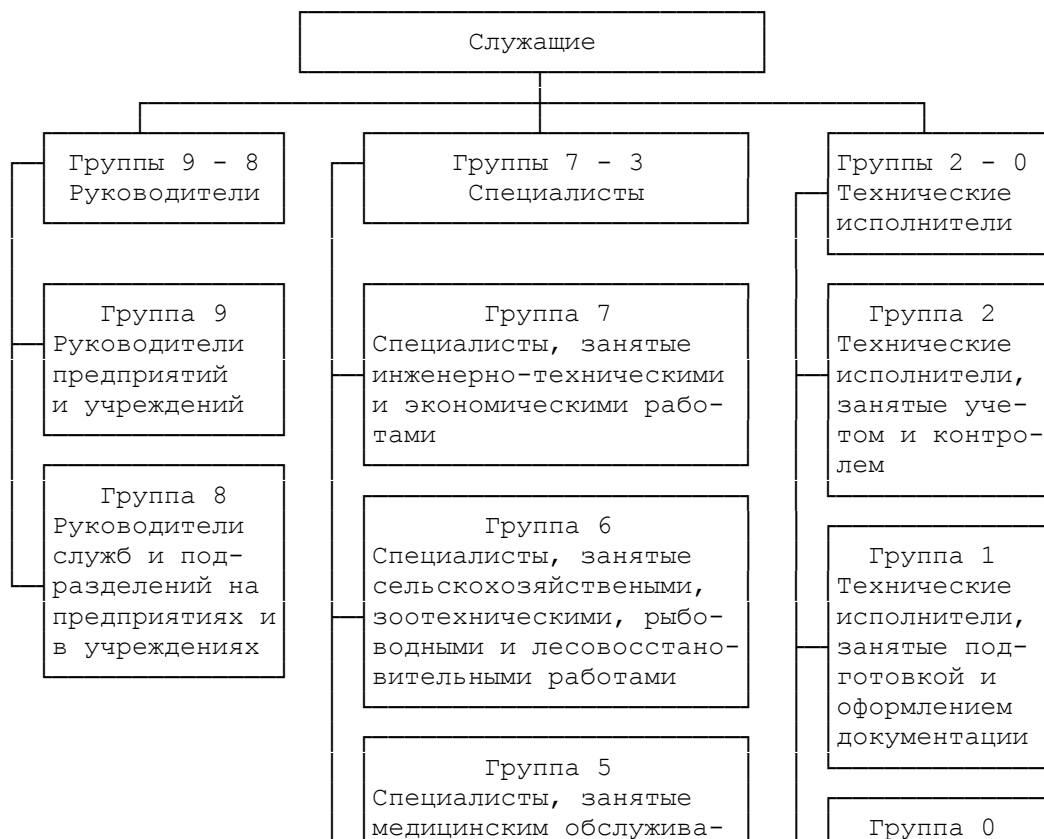 Служащие
Группы 9 - 8
Руководители
Группы 7 - 3
Специалисты
Группы 2 - 0
Технические
исполнители
Группа 9
Руководители
предприятий
и учреждений
Группа 7
Специалисты, занятые
инженерно-техническими
и экономическими рабо-
тами
Группа 2
Технические
исполнители,
занятые уче-
том и контро-
лем
Группа 8
Руководители
служб и под-
разделений на
предприятиях и
в учреждениях
Группа 6
Специалисты, занятые
сельскохозяйствеными,
зоотехническими, рыбо-
водными и лесовосстано-
вительными работами
Группа 1
Технические
исполнители,
занятые под-
готовкой и
оформлением
документации
Группа 5
Специалисты, занятые
медицинским обслужива-
Группа 0